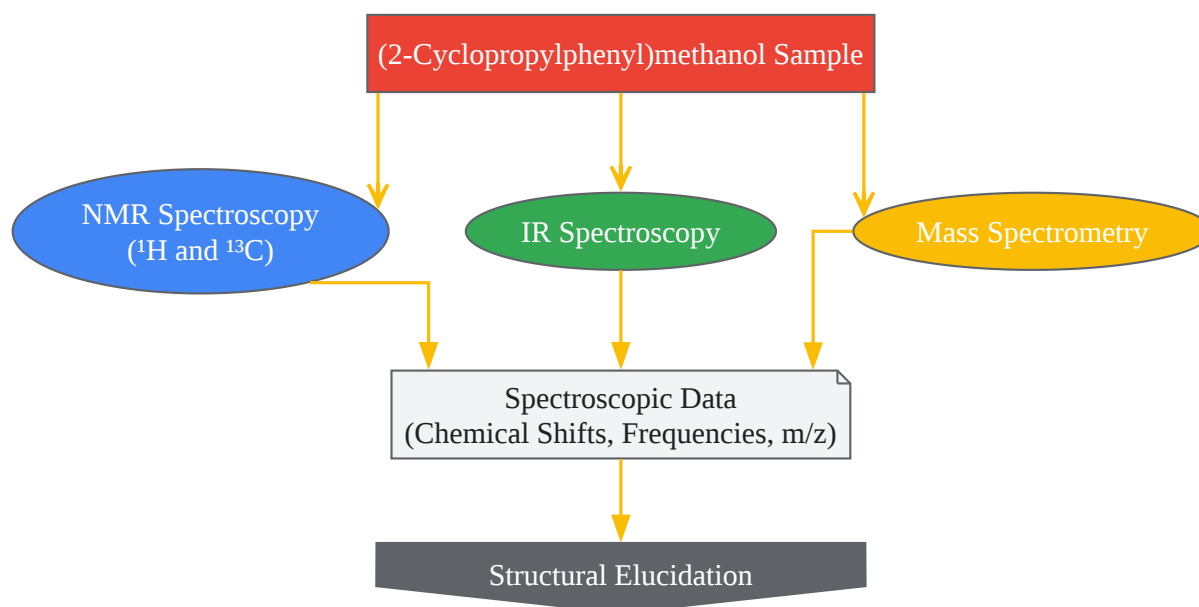 (2-Cyclopropylphenyl)methanol Sample
NMR Spectroscopy
(¹H and ¹³C)
IR Spectroscopy
Mass Spectrometry
Spectroscopic Data
(Chemical Shifts, Frequencies, m/z)
Structural Elucidation